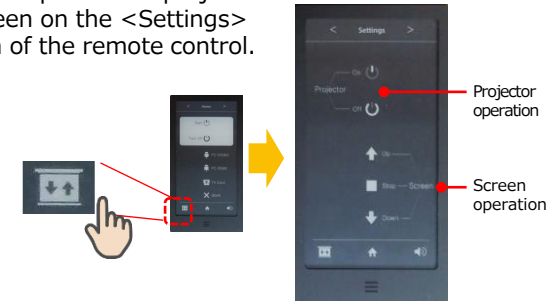 een on the <Settings>
of the remote control.
< Settings >
On
Projector
Off
Up
Stop
Screen
Down
Projector
operation
Screen
operation